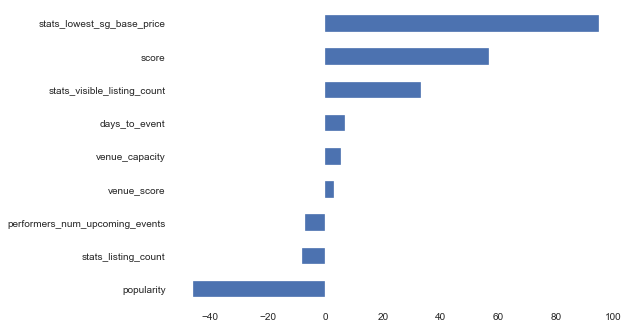 stats_lowest_sg_base_price
score
stats_visible_listing_count
days_to_event
venue_capacity
venue_score
performers_num_upcoming_events
stats_listing_count
popularity
−40 −20 0 20 40 60 80 100